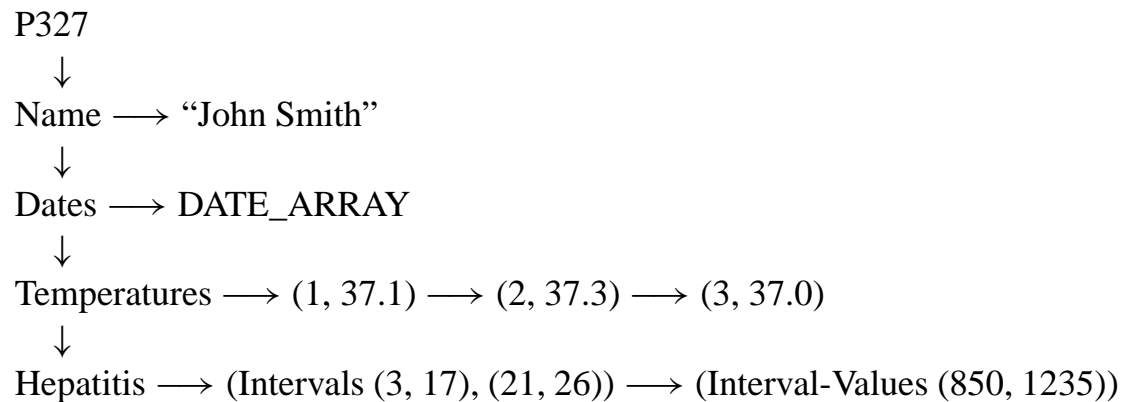 P327
↓
Name ⟶ “John Smith”
↓
Dates ⟶ DATE_ARRAY
↓
Temperatures ⟶ (1, 37.1) ⟶ (2, 37.3) ⟶ (3, 37.0)
↓
Hepatitis ⟶ (Intervals (3, 17), (21, 26)) ⟶ (Interval-Values (850, 1235))